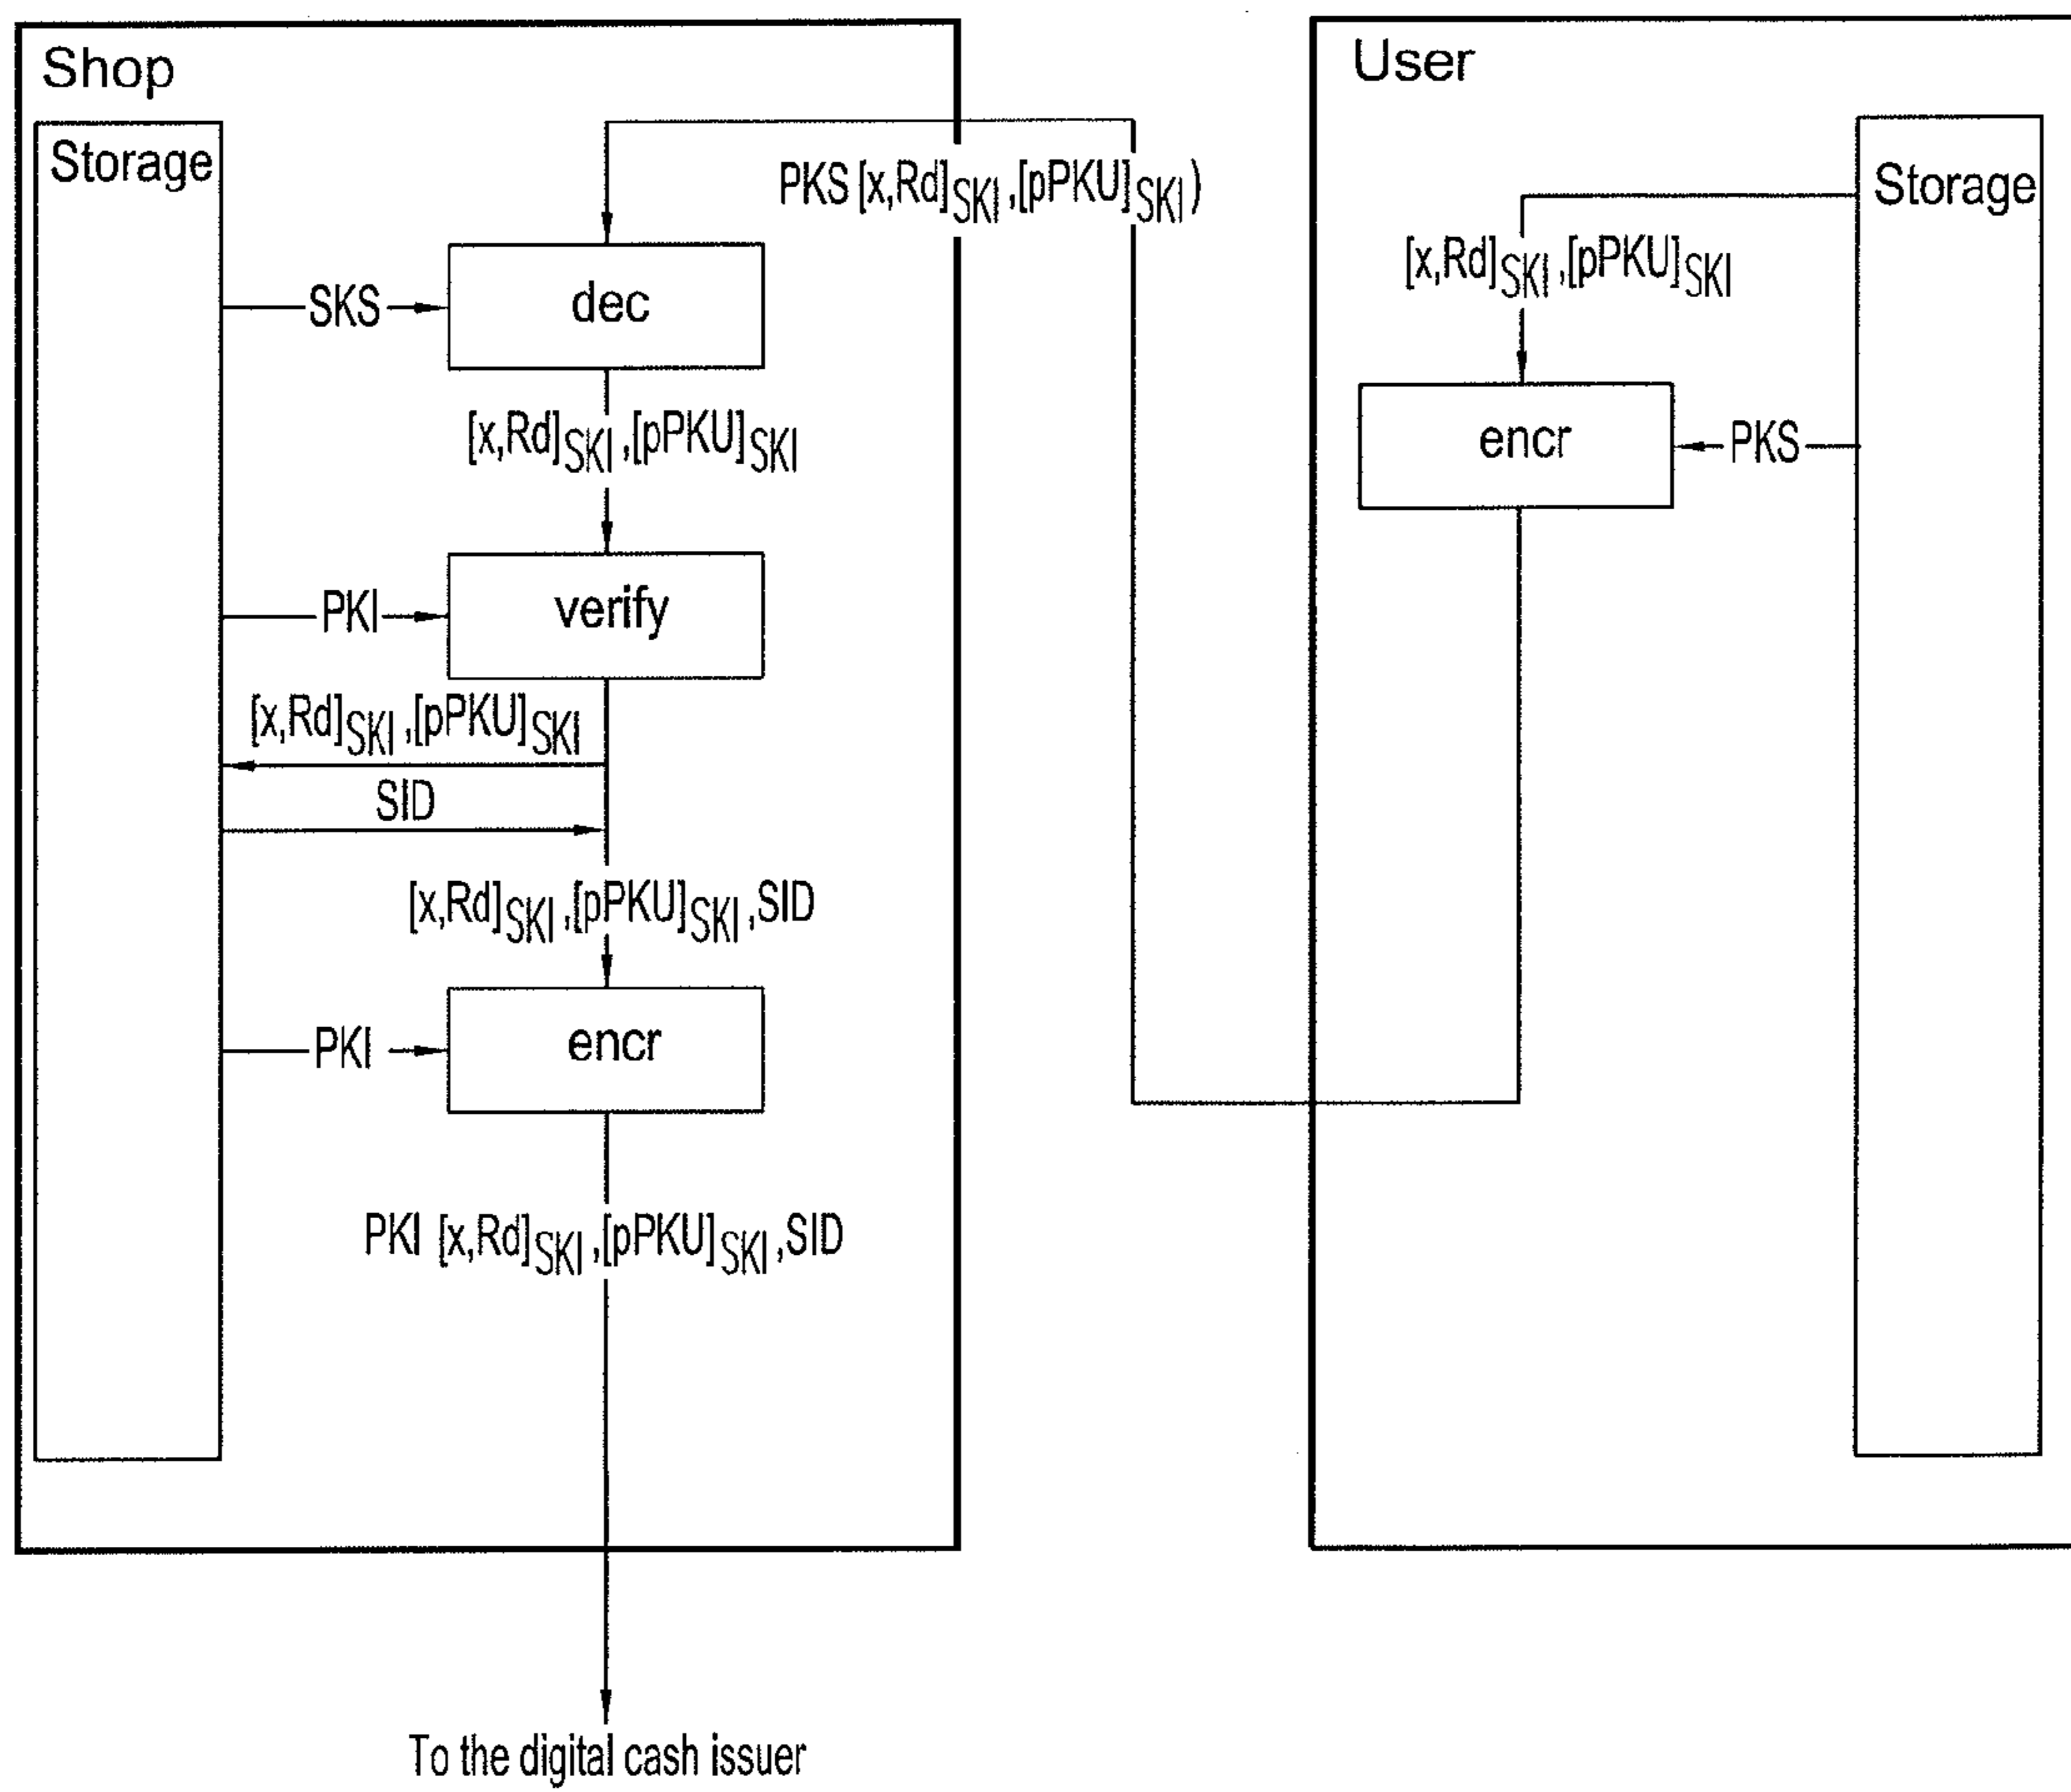 Shop
Storage
PKS [x,Rd]SKI ,[pPKU]SKI )
SKS
dec
[x,Rd]SKI ,[pPKU]SKI
PKI
verify
[x,Rd]SKI ,[pPKU]SKI
SID
[x,Rd]SKI ,[pPKU]SKI ,SID
PKI
encr
PKI [x,Rd]SKI ,[pPKU]SKI ,SID
To the digital cash issuer
User
Storage
[x,Rd]SKI ,[pPKU]SKI
encr
PKS